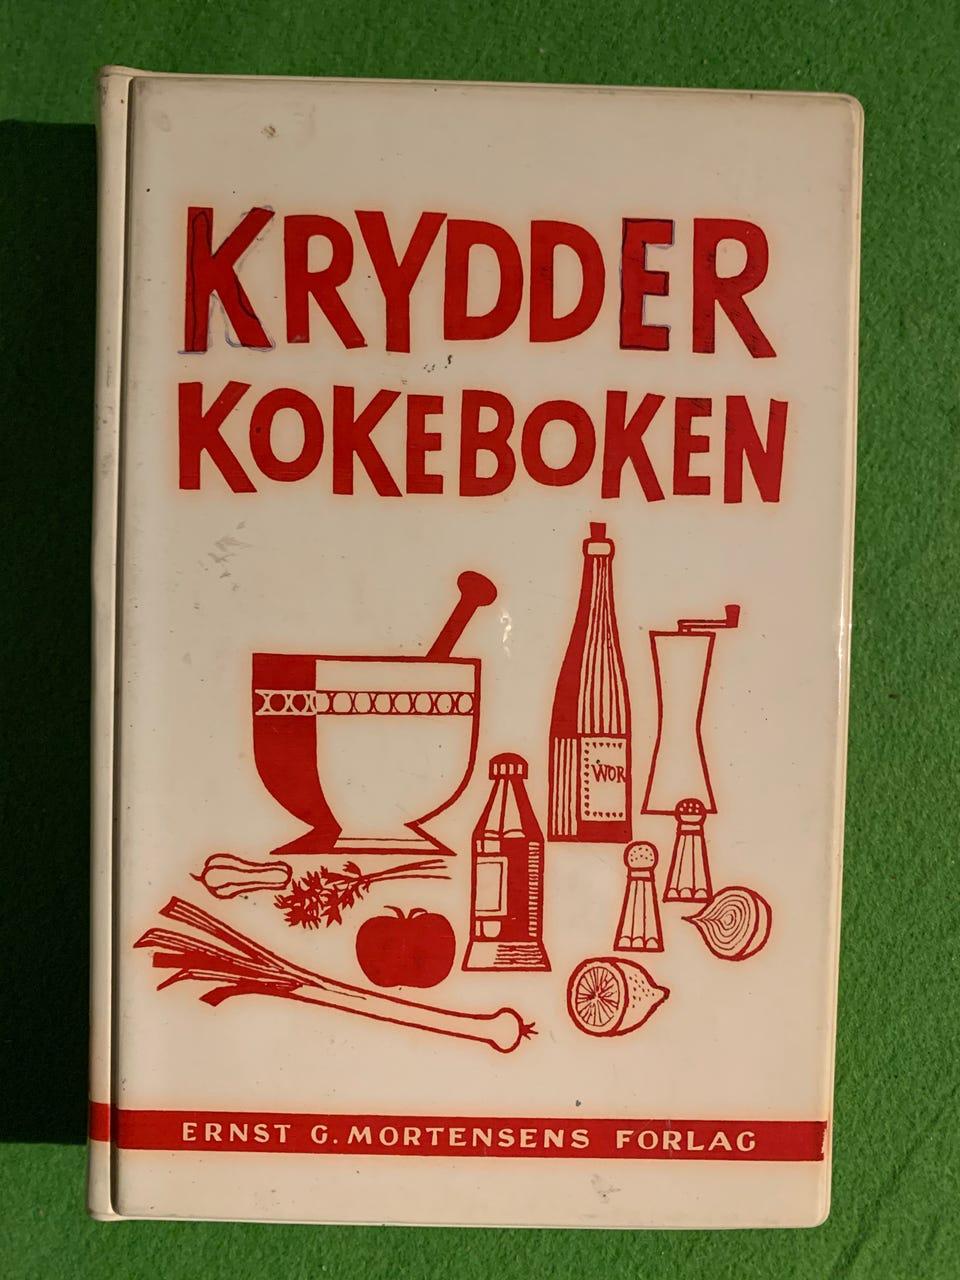 KRYDDER
KOKEBOKEN
WOR
ERNST G. MORTENSENS FORLAG